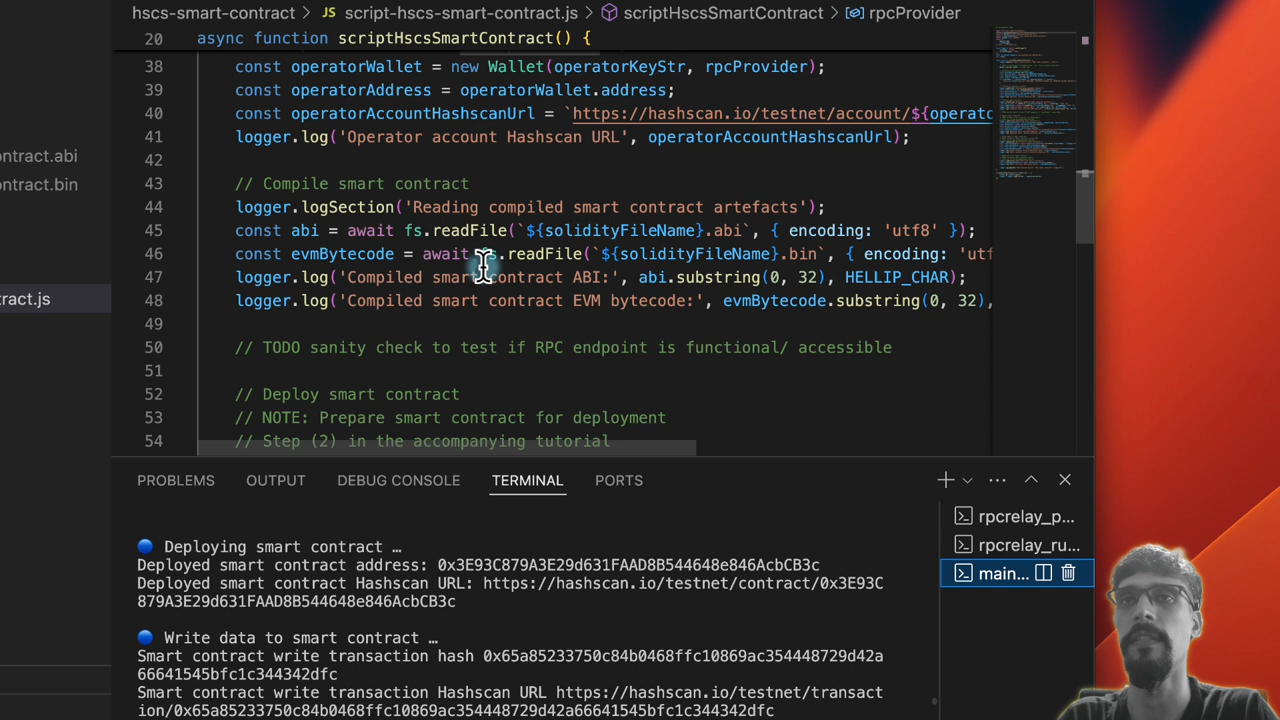 hscs-smart-contract > JS script-hscs-smart-contract.js > scriptHscsSmartContract > rpcProvider
20 async function scriptHscsSmartContract() {
38 const operatorWallet = new Wallet(operatorKeyStr, rpcProvider);
39 const operatorAddress = operatorWallet.address;
40 const operatorAccountHashscanUrl = `https://hashscan.io/testnet/account/${operato
41 logger.log('Operator account Hashscan URL', operatorAccountHashscanUrl);
42
43 // Compile smart contract
44 logger.logSection('Reading compiled smart contract artefacts');
45 const abi = await fs.readFile(`${solidityFileName}.abi`, { encoding: 'utf8' });
46 const evmBytecode = await fs.readFile(`${solidityFileName}.bin`, { encoding: 'utf
47 logger.log('Compiled smart contract ABI:', abi.substring(0, 32), HELLIP_CHAR);
48 logger.log('Compiled smart contract EVM bytecode:', evmBytecode.substring(0, 32),
49
50 // TODO sanity check to test if RPC endpoint is functional/ accessible
51
52 // Deploy smart contract
53 // NOTE: Prepare smart contract for deployment
54 // Step (2) in the accompanying tutorial
ontract.abi
ontract.bin
ract.js
PROBLEMS OUTPUT DEBUG CONSOLE TERMINAL PORTS
Deploying smart contract …
Deployed smart contract address: 0x3E93C879A3E29d631FAAD8B544648e846AcbCB3c
Deployed smart contract Hashscan URL: https://hashscan.io/testnet/contract/0x3E93C
879A3E29d631FAAD8B544648e846AcbCB3c
Write data to smart contract …
Smart contract write transaction hash 0x65a85233750c84b0468ffc10869ac354448729d42a
66641545bfc1c344342dfc
Smart contract write transaction Hashscan URL https://hashscan.io/testnet/transact
ion/0x65a85233750c84b0468ffc10869ac354448729d42a66641545bfc1c344342dfc
rpcrelay_p...
rpcrelay_ru...
main...